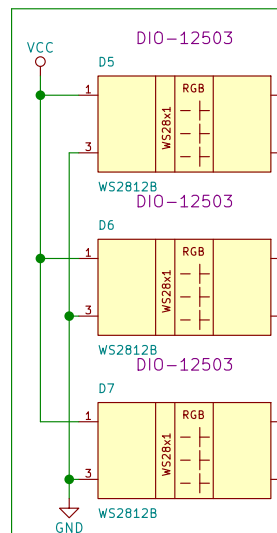 DIO-12503
VCC
D5
1
RGB
WS28x1
3
WS2812B
DIO-12503
D6
1
RGB
WS28x1
3
WS2812B
DIO-12503
D7
1
RGB
WS28x1
3
WS2812B
GND